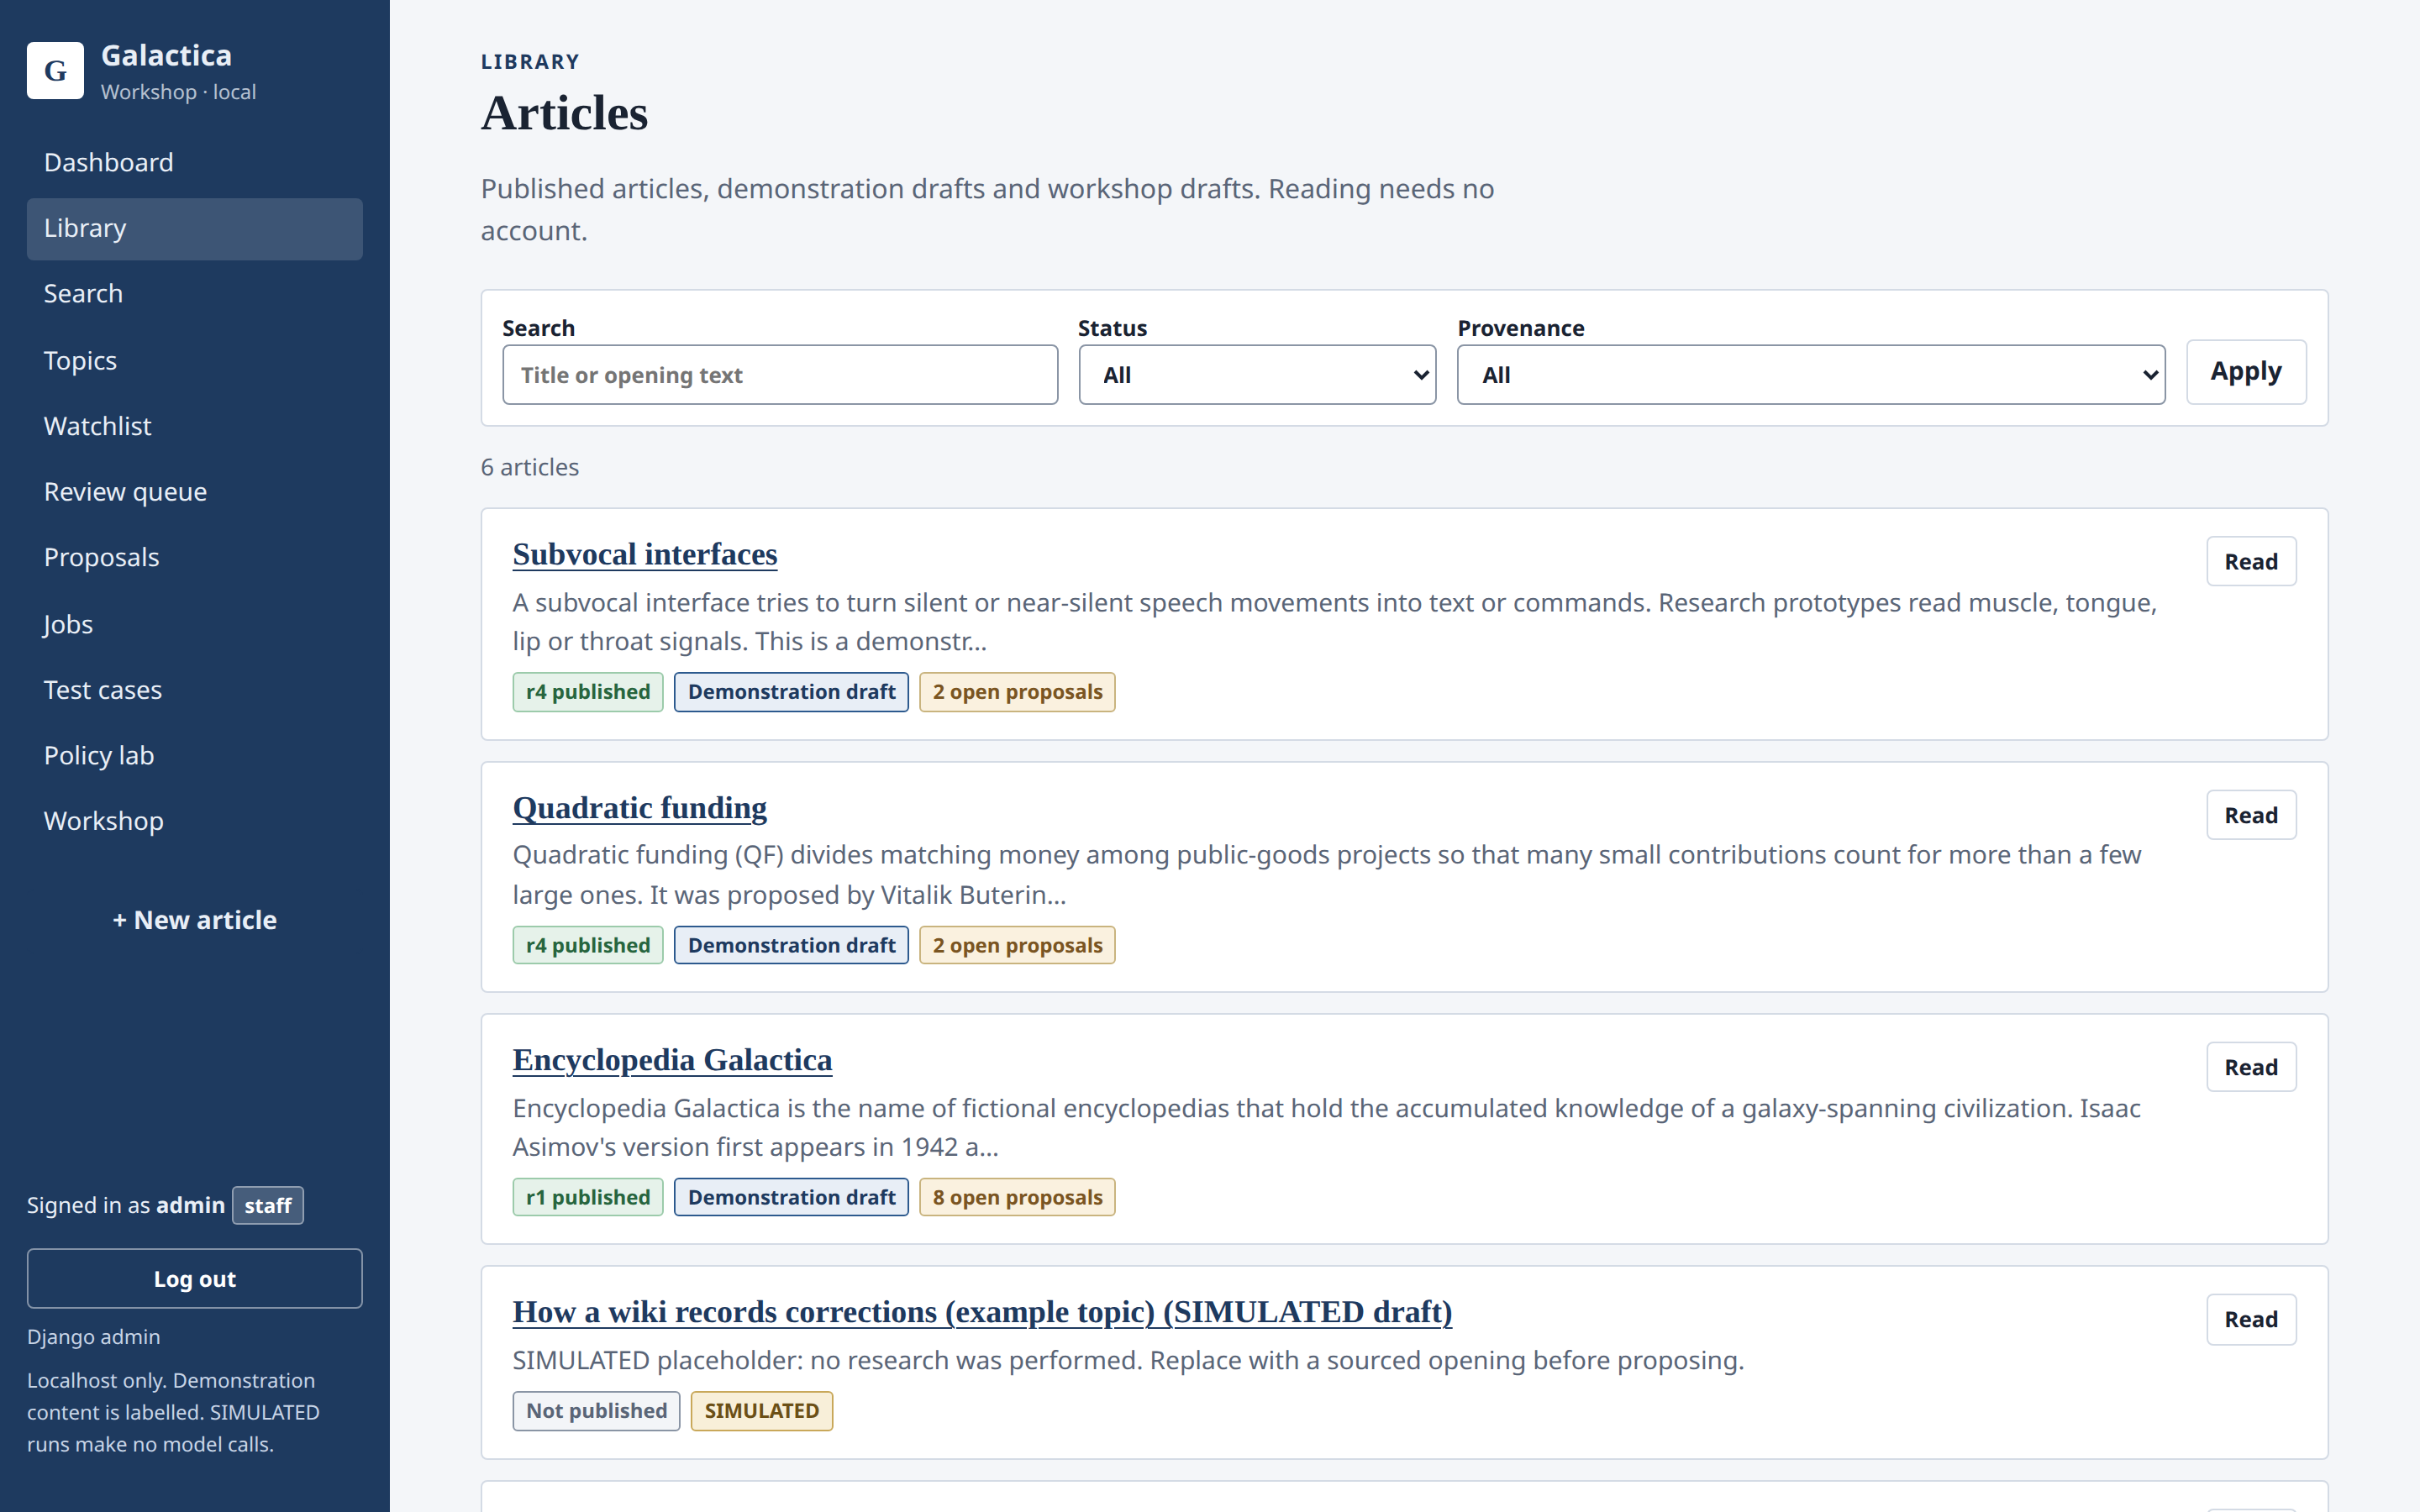 G
Galactica
Workshop · local
Dashboard
Library
Search
Topics
Watchlist
Review queue
Proposals
Jobs
Test cases
Policy lab
Workshop
+ New article
Signed in as admin staff
Log out
Django admin
Localhost only. Demonstration
content is labelled. SIMULATED
runs make no model calls.
LIBRARY
Articles
Published articles, demonstration drafts and workshop drafts. Reading needs no
account.
Search
Status
Provenance
Title or opening text
All
All
Apply
6 articles
Subvocal interfaces
Read
A subvocal interface tries to turn silent or near-silent speech movements into text or commands. Research prototypes read muscle, tongue,
lip or throat signals. This is a demonstr...
r4 published
Demonstration draft
2 open proposals
Quadratic funding
Read
Quadratic funding (QF) divides matching money among public-goods projects so that many small contributions count for more than a few
large ones. It was proposed by Vitalik Buterin...
r4 published
Demonstration draft
2 open proposals
Encyclopedia Galactica
Read
Encyclopedia Galactica is the name of fictional encyclopedias that hold the accumulated knowledge of a galaxy-spanning civilization. Isaac
Asimov's version first appears in 1942 a...
r1 published
Demonstration draft
8 open proposals
How a wiki records corrections (example topic) (SIMULATED draft)
Read
SIMULATED placeholder: no research was performed. Replace with a sourced opening before proposing.
Not published
SIMULATED